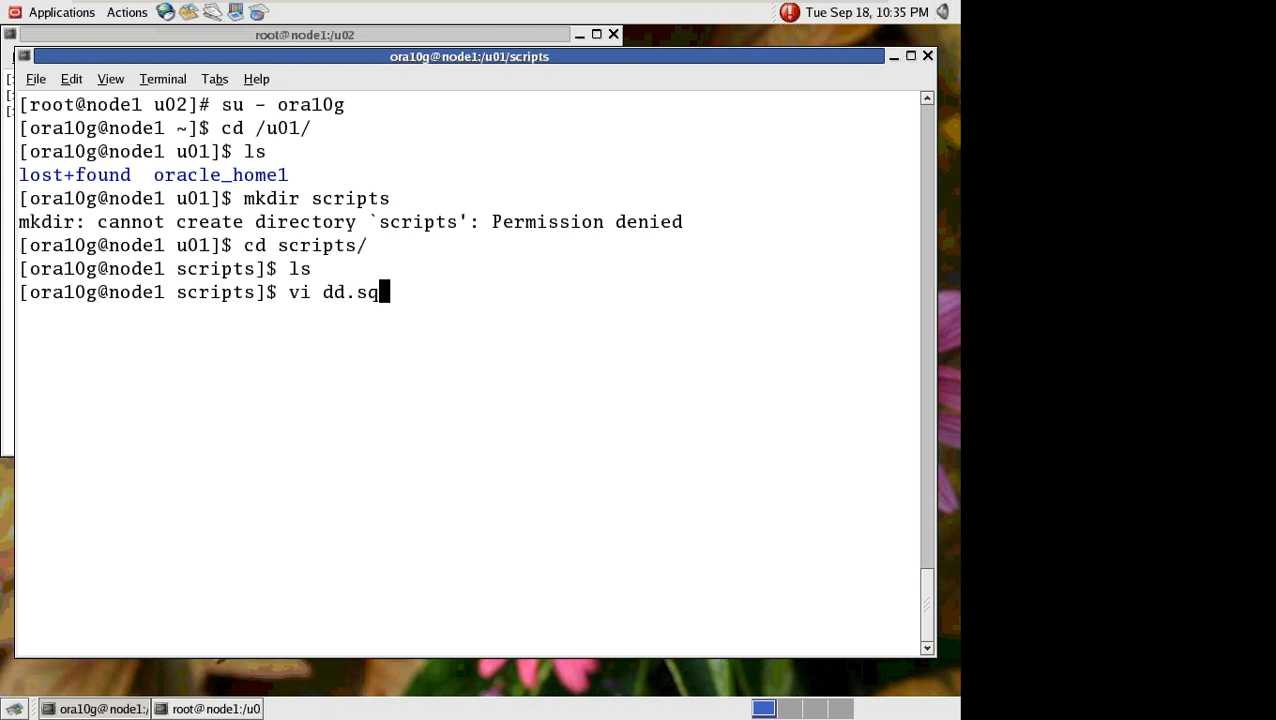 Applications Actions Tue Sep 18, 10:35 PM
root@node1:/u02
ora10g@node1:/u01/scripts
File Edit View Terminal Tabs Help
[root@node1 u02]# su - ora10g
[ora10g@node1 ~]$ cd /u01/
[ora10g@node1 u01]$ ls
lost+found oracle_home1
[ora10g@node1 u01]$ mkdir scripts
mkdir: cannot create directory `scripts': Permission denied
[ora10g@node1 u01]$ cd scripts/
[ora10g@node1 scripts]$ ls
[ora10g@node1 scripts]$ vi dd.sq
ora10g@node1:/ root@node1:/u0